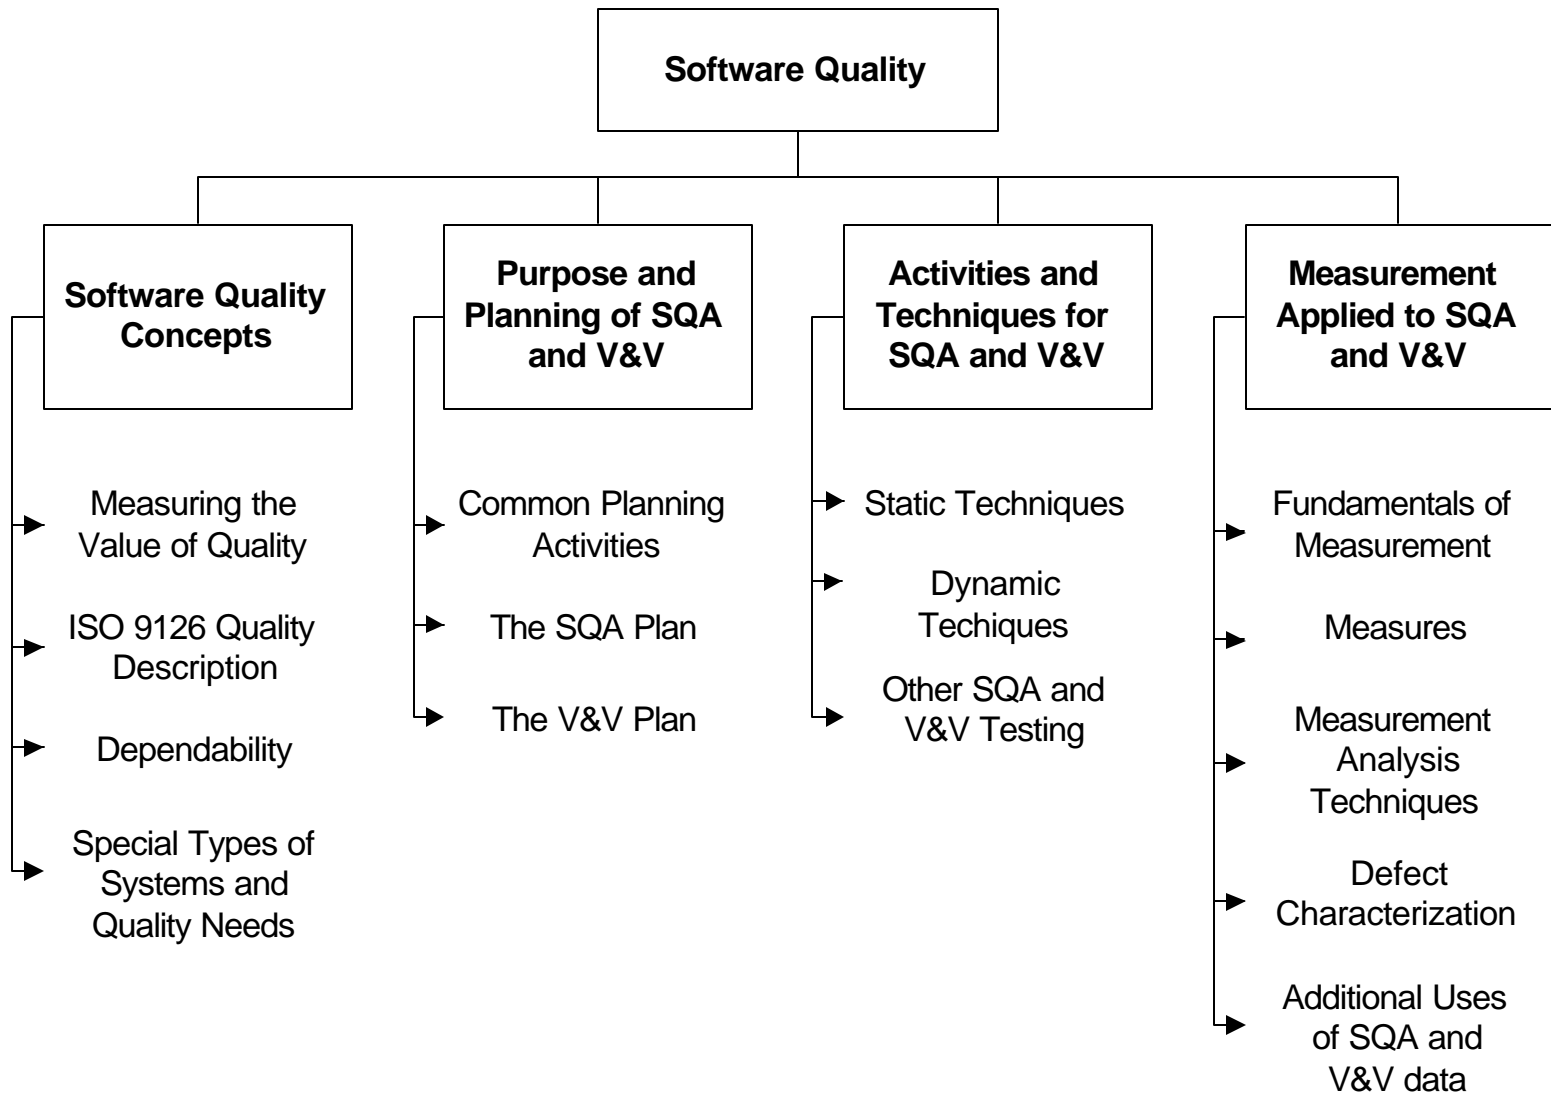 Software Quality
Software Quality
Concepts
Measuring the
Value of Quality
ISO 9126 Quality
Description
Dependability
Special Types of
Systems and
Quality Needs
Purpose and
Planning of SQA
and V&V
Common Planning
Activities
The SQA Plan
The V&V Plan
Activities and
Techniques for
SQA and V&V
Static Techniques
Dynamic
Techiques
Other SQA and
V&V Testing
Measurement
Applied to SQA
and V&V
Fundamentals of
Measurement
Measures
Measurement
Analysis
Techniques
Defect
Characterization
Additional Uses
of SQA and
V&V data